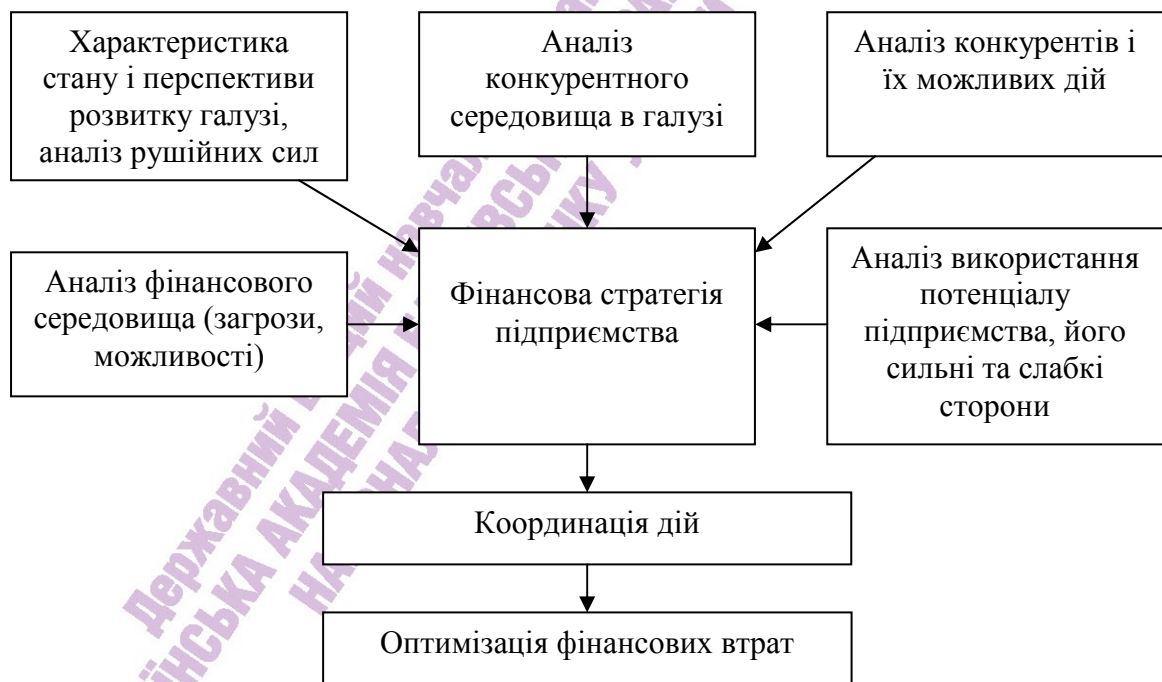 Характеристика
стану і перспективи
розвитку галузі,
аналіз рушійних сил
Аналіз
конкурентного
середовища в галузі
Аналіз конкурентів і
їх можливих дій
Аналіз фінансового
середовища (загрози,
можливості)
Фінансова стратегія
підприємства
Аналіз використання
потенціалу
підприємства, його
сильні та слабкі
сторони
Координація дій
Оптимізація фінансових втрат
Державний
АКАДЕМІЯ